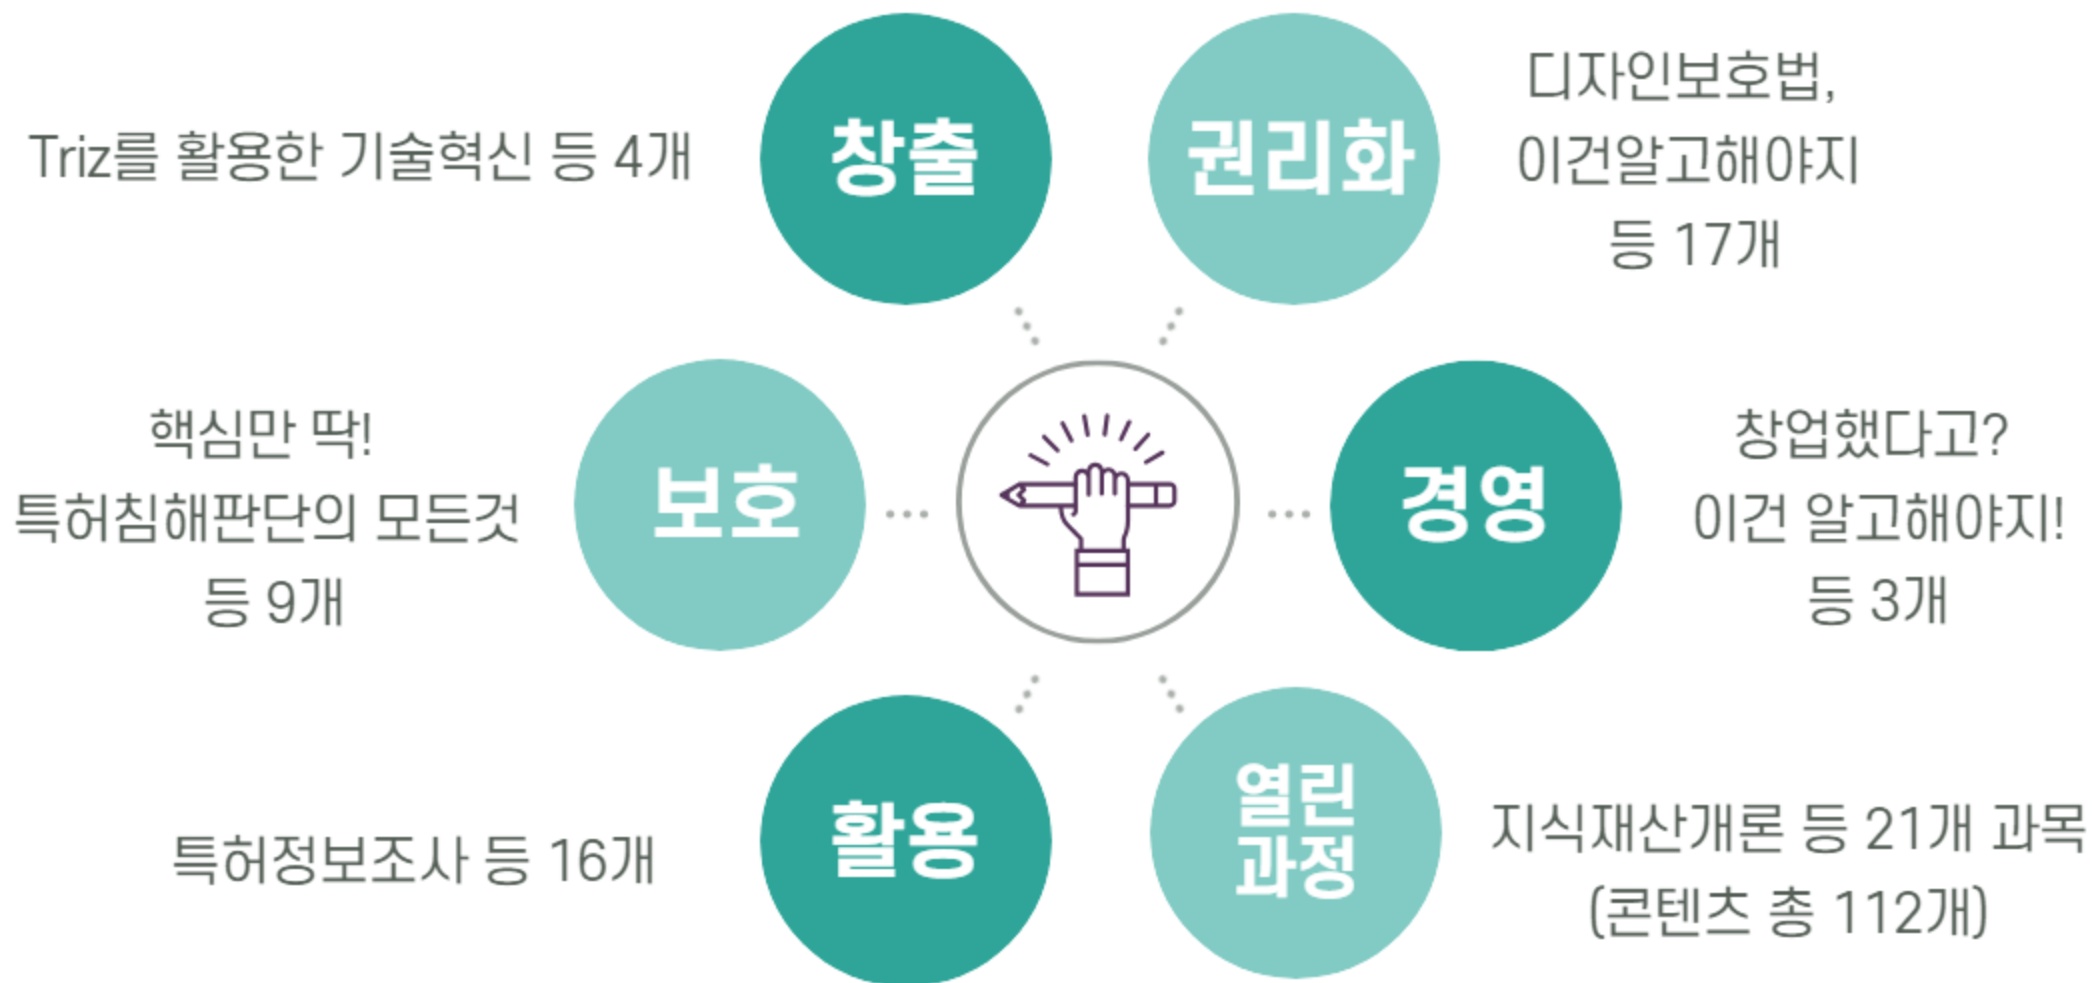 Triz를 활용한 기술혁신 등 4개
창출
권리화
디자인보호법,
이건알고해야지
등 17개
핵심만 딱!
특허침해판단의 모든것
등 9개
보호
경영
창업했다고?
이건 알고해야지!
등 3개
특허정보조사 등 16개
활용
열린
과정
지식재산개론 등 21개 과목
(콘텐츠 총 112개)